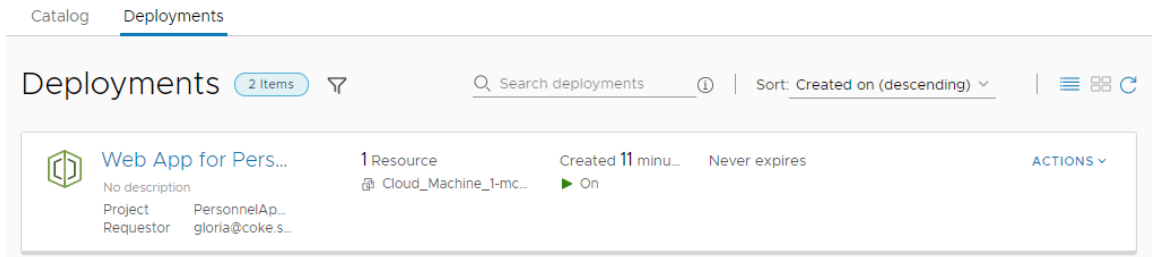 Catalog Deployments
Deployments 2 Items Search deployments Sort: Created on (descending)
Web App for Pers... 1 Resource Created 11 minu... Never expires ACTIONS
No description Cloud_Machine_1-mc... On
Project PersonnelAp...
Requestor gloria@coke.s...